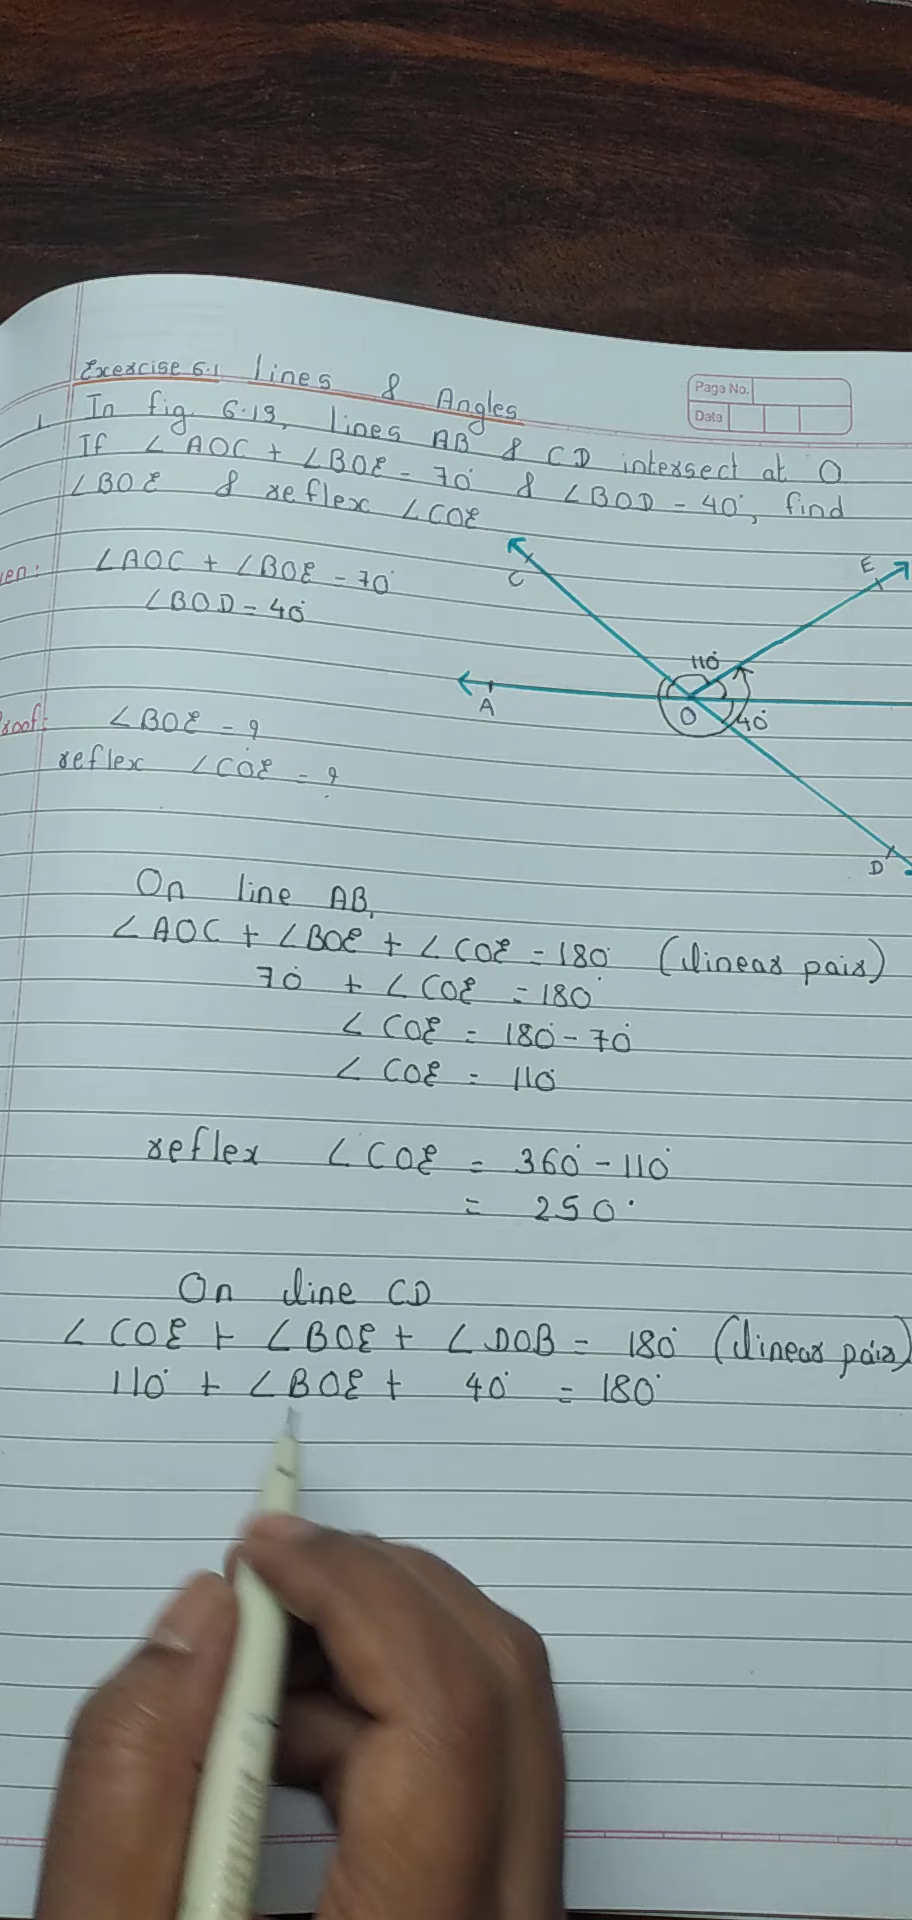 Exercise 6.1 Lines & Angles
Page No.
Date
1. In fig. 6.13, lines AB & CD intersect at O
If ∠AOC + ∠BOE = 70° & ∠BOD = 40°, find
∠BOE & reflex ∠COE
en: ∠AOC + ∠BOE = 70°
∠BOD = 40°
C
E
110°
A
O
40°
D
roof: ∠BOE = ?
reflex ∠COE = ?
On line AB,
∠AOC + ∠BOE + ∠COE = 180° (linear pair)
70° + ∠COE = 180°
∠COE = 180° - 70°
∠COE = 110°
reflex ∠COE = 360° - 110°
= 250°
On line CD
∠COE + ∠BOE + ∠DOB = 180° (linear pair)
110° + ∠BOE + 40° = 180°